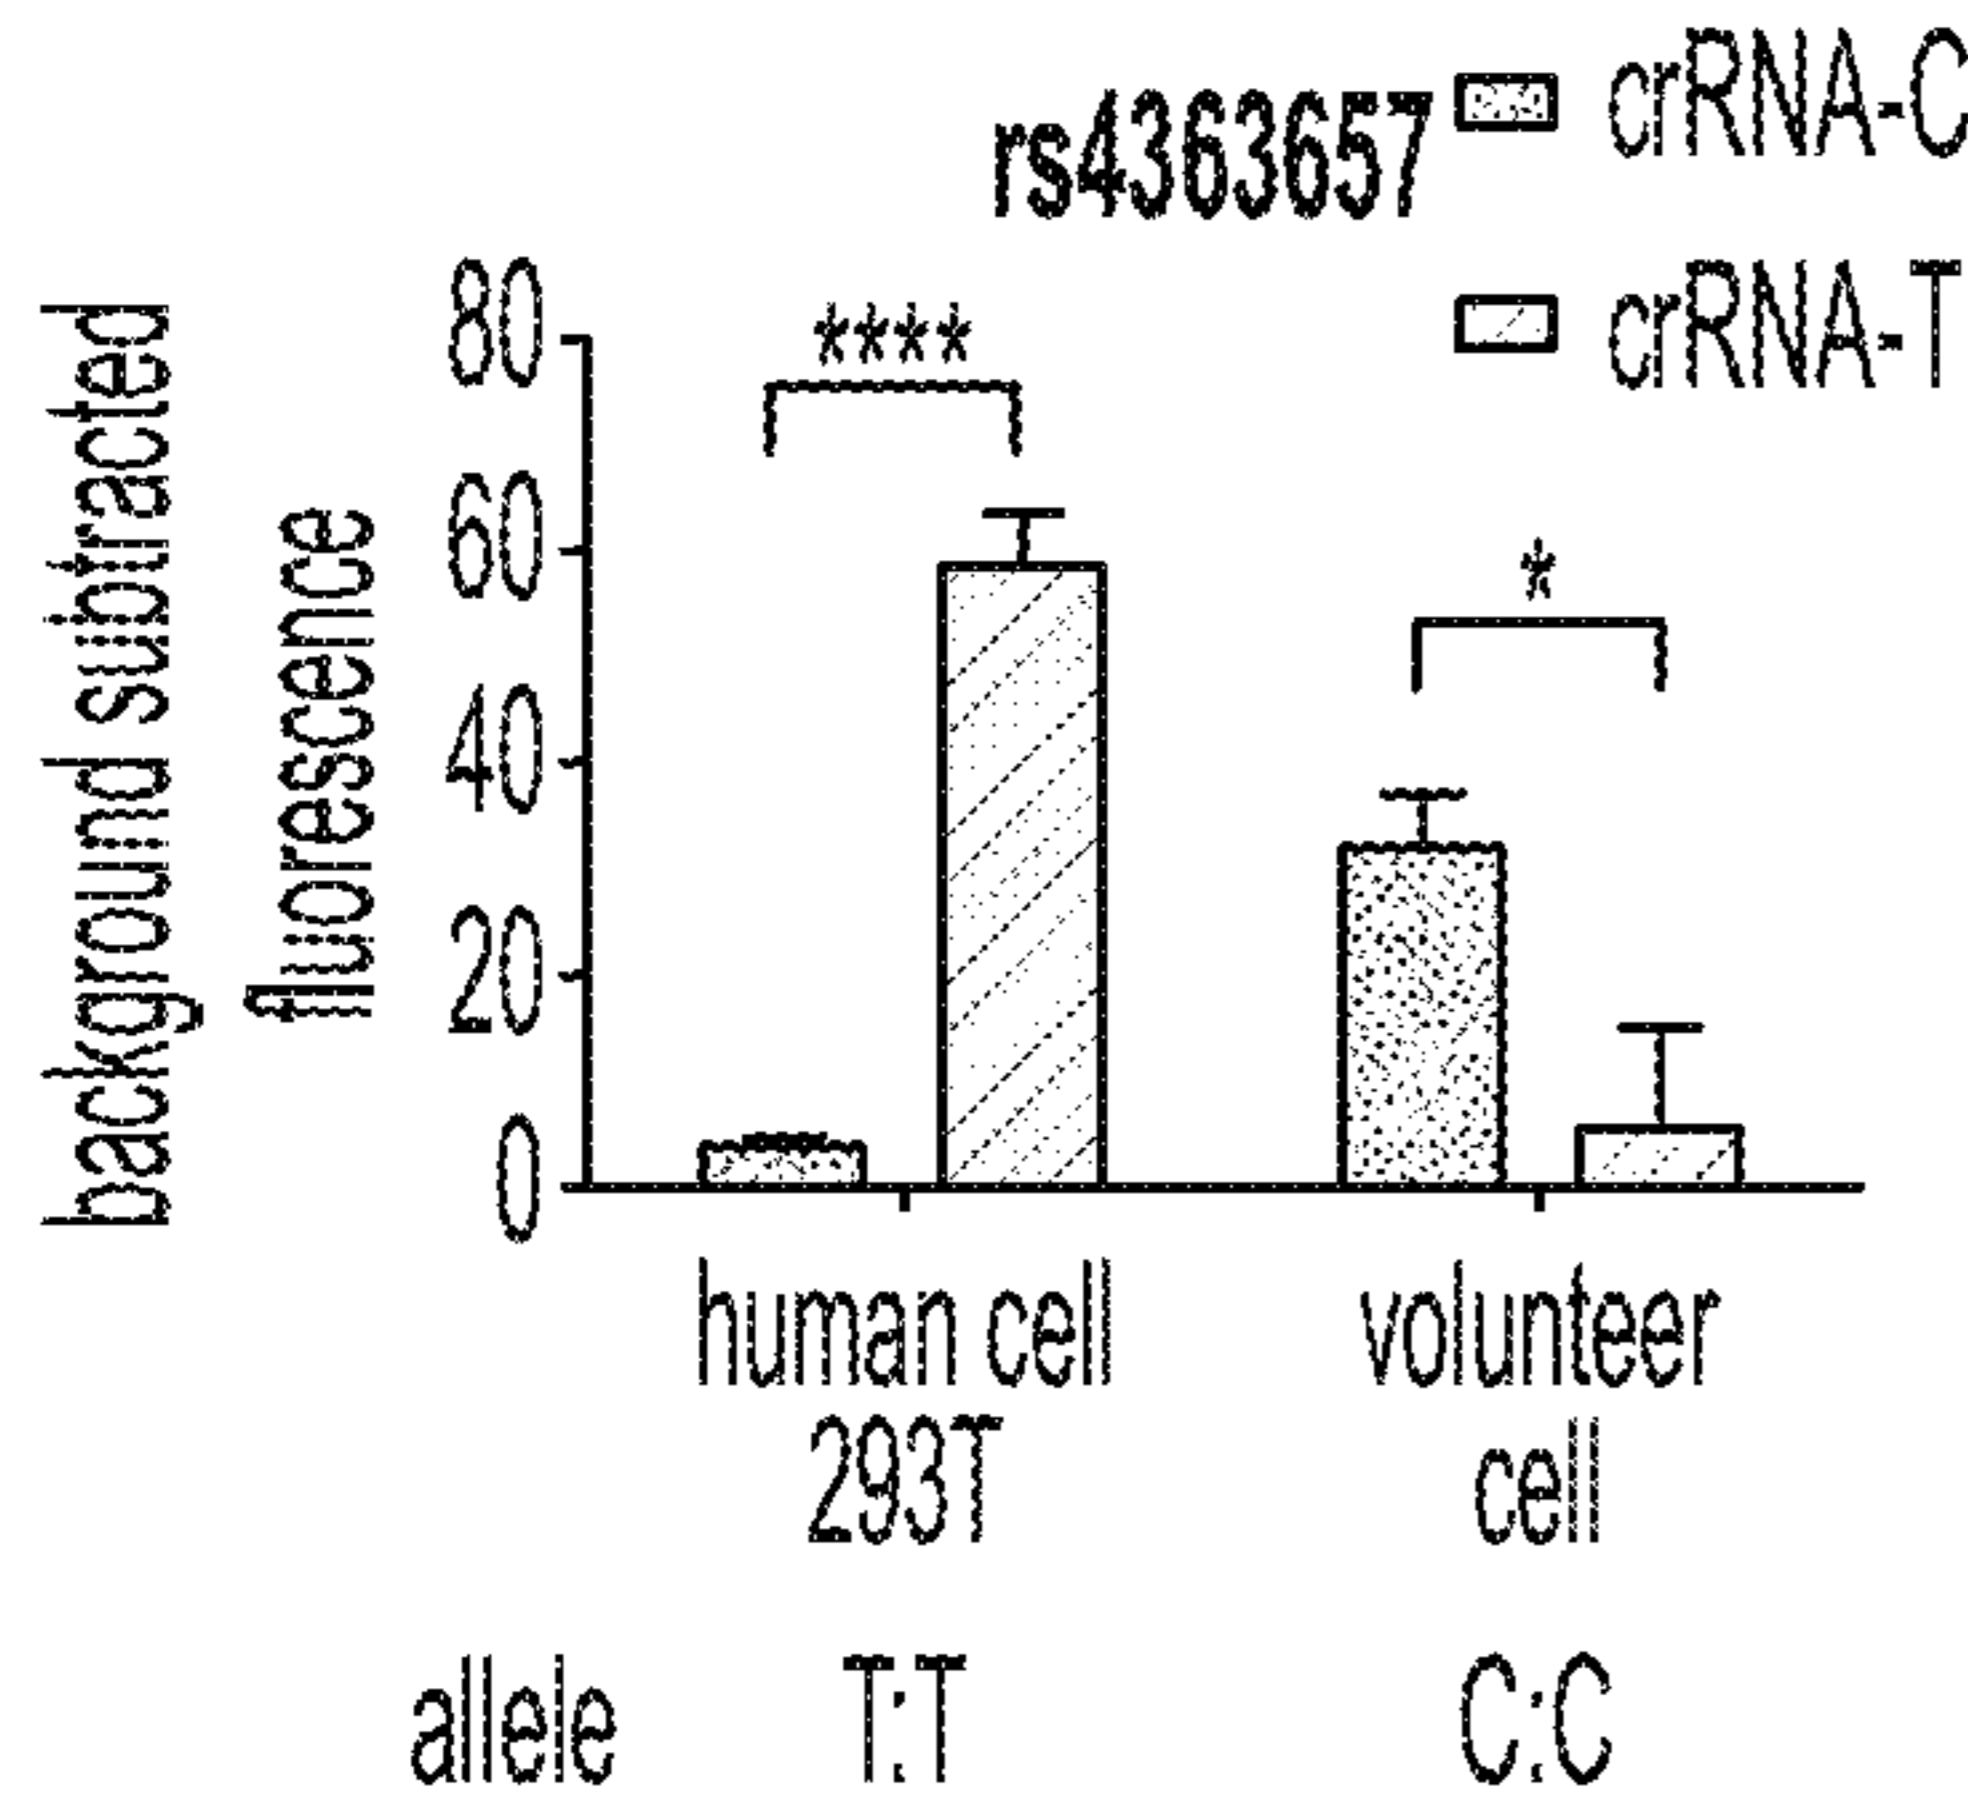 rs4363657
crRNA-C
crRNA-T
background subtracted
fluorescence
80
60
40
20
0
****
*
human cell
293T
volunteer
cell
allele T:T C:C